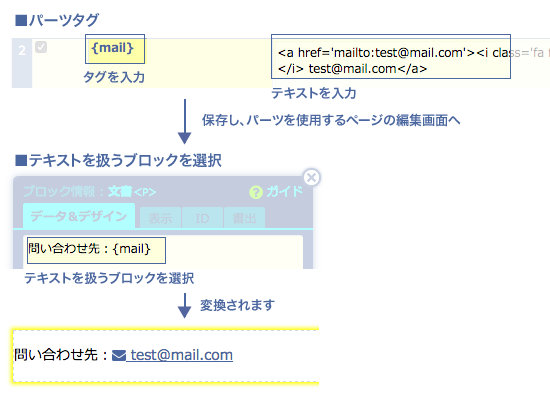 ■パーツタグ
2 {mail} <a href='mailto:test@mail.com'><i class='fa f
</i> test@mail.com</a>
タグを入力
テキストを入力
保存し、パーツを使用するページの編集画面へ
■テキストを扱うブロックを選択
ブロック情報：文書<P> ? ガイド
データ&デザイン 表示 ID 露出
問い合わせ先：{mail}
テキストを扱うブロックを選択
変換されます
問い合わせ先： test@mail.com